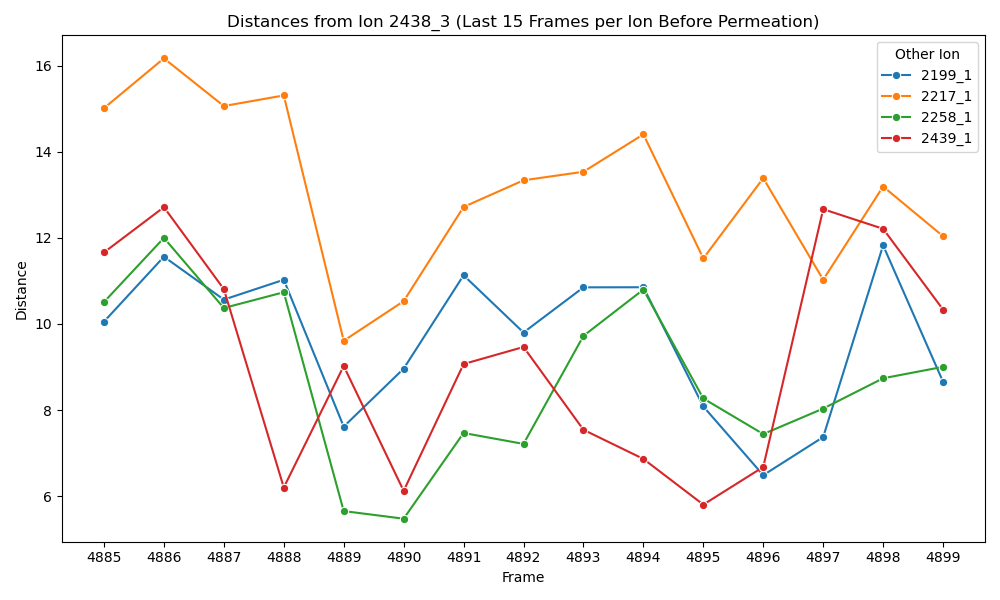 Distances from Ion 2438_3 (Last 15 Frames per Ion Before Permeation)
Other Ion
2199_1
2217_1
2258_1
2439_1
Distance
16
14
12
10
8
6
4885 4886 4887 4888 4889 4890 4891 4892 4893 4894 4895 4896 4897 4898 4899
Frame